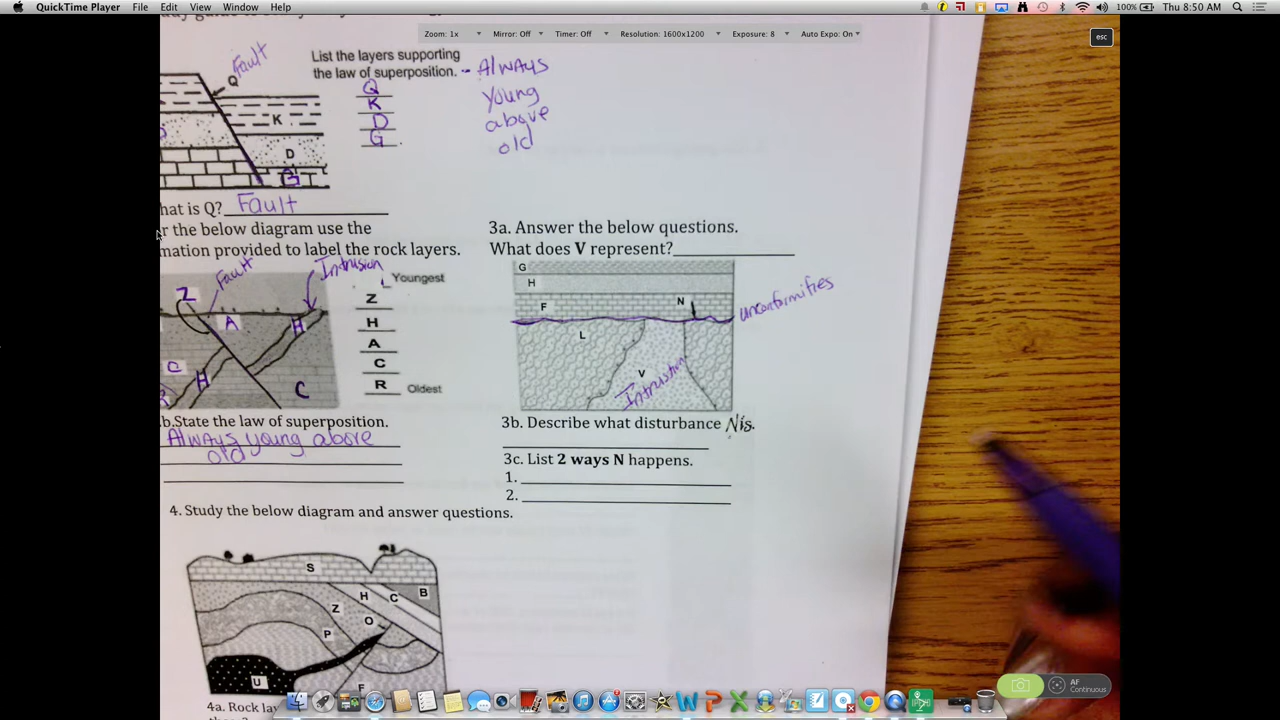 QuickTime Player File Edit View Window Help
100% Thu 8:50 AM
Zoom: 1x Mirror: Off Timer: Off Resolution: 1600x1200 Exposure: 8 Auto Expo: On
esc
Fault
Q
K
D
G
List the layers supporting
the law of superposition. - Always
young
above
old
Q
K
D
G
hat is Q? Fault
r the below diagram use the
mation provided to label the rock layers.
Fault
Intrusion
Z
A
H
C
H
C
Youngest
Z
H
A
C
R Oldest
b.State the law of superposition.
Always young above
old
3a. Answer the below questions.
What does V represent?
G
H
F
N
L
V
Intrusion
unconformities
3b. Describe what disturbance N is.
3c. List 2 ways N happens.
1.
2.
4. Study the below diagram and answer questions.
S
B
H
C
Z
O
P
U
F
4a. Rock lay
AF
Continuous